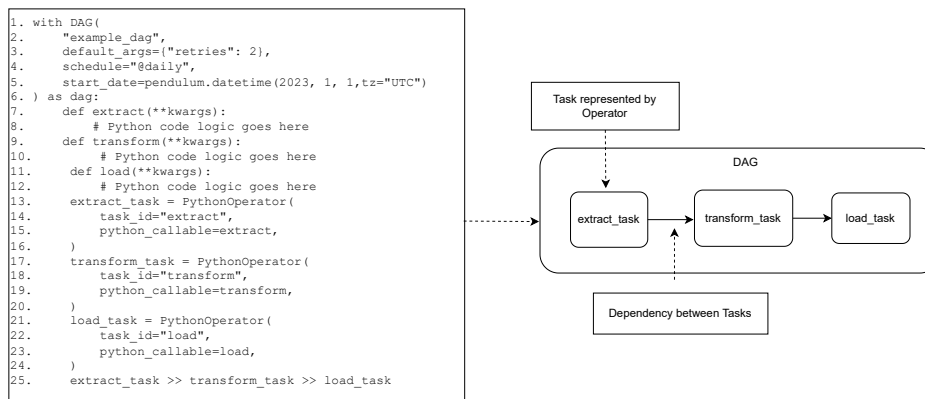 1. with DAG(
2.     "example_dag",
3.     default_args={"retries": 2},
4.     schedule="@daily",
5.     start_date=pendulum.datetime(2023, 1, 1,tz="UTC")
6. ) as dag:
7.     def extract(**kwargs):
8.         # Python code logic goes here
9.     def transform(**kwargs):
10.         # Python code logic goes here
11.     def load(**kwargs):
12.         # Python code logic goes here
13.     extract_task = PythonOperator(
14.         task_id="extract",
15.         python_callable=extract,
16.     )
17.     transform_task = PythonOperator(
18.         task_id="transform",
19.         python_callable=transform,
20.     )
21.     load_task = PythonOperator(
22.         task_id="load",
23.         python_callable=load,
24.     )
25.     extract_task >> transform_task >> load_task
Task represented by
Operator
DAG
extract_task
transform_task
load_task
Dependency between Tasks